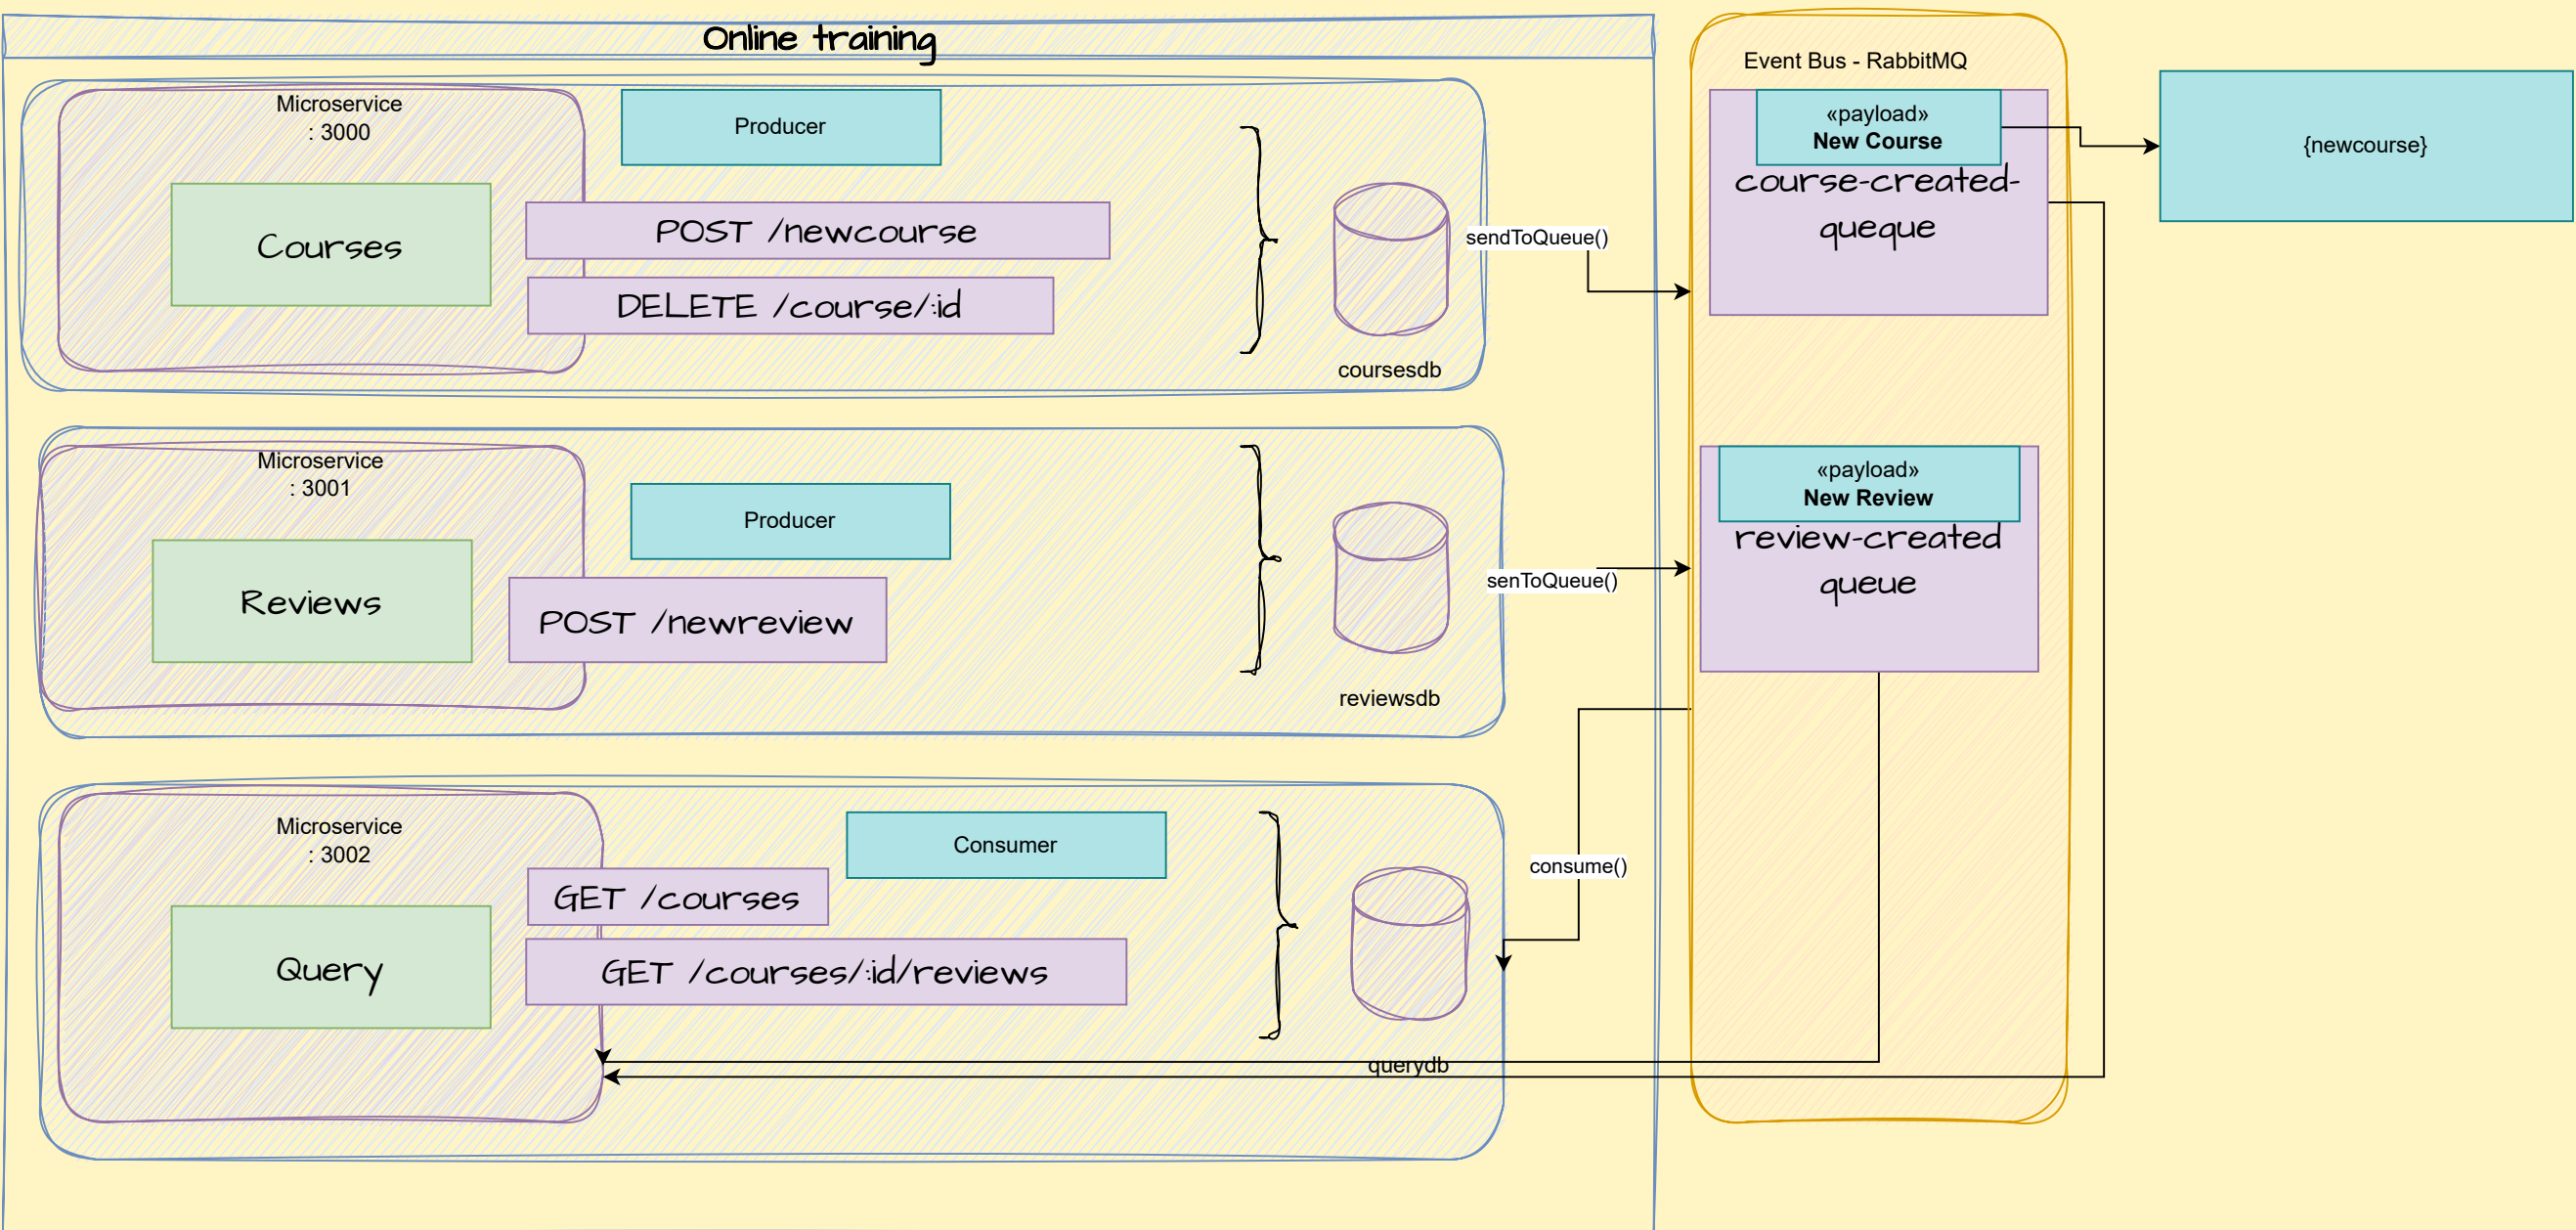 Online training
Microservice
: 3000
Producer
Courses
POST /newcourse
DELETE /course/:id
coursesdb
sendToQueue()
Microservice
: 3001
Producer
Reviews
POST /newreview
reviewsdb
senToQueue()
Microservice
: 3002
Consumer
GET /courses
Query
GET /courses/:id/reviews
querydb
consume()
Event Bus - RabbitMQ
«payload»
New Course
course-created-
queque
{newcourse}
«payload»
New Review
review-created
queue